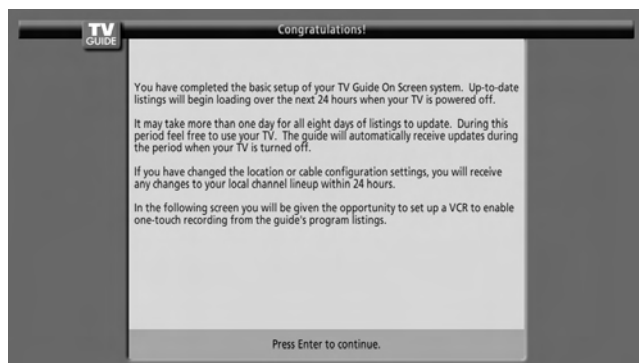 TV
GUIDE
Congratulations!
You have completed the basic setup of your TV Guide On Screen system. Up-to-date
listings will begin loading over the next 24 hours when your TV is powered off.
It may take more than one day for all eight days of listings to update. During this
period feel free to use your TV. The guide will automatically receive updates during
the period when your TV is turned off.
If you have changed the location or cable configuration settings, you will receive
any changes to your local channel lineup within 24 hours.
In the following screen you will be given the opportunity to set up a VCR to enable
one-touch recording from the guide's program listings.
Press Enter to continue.